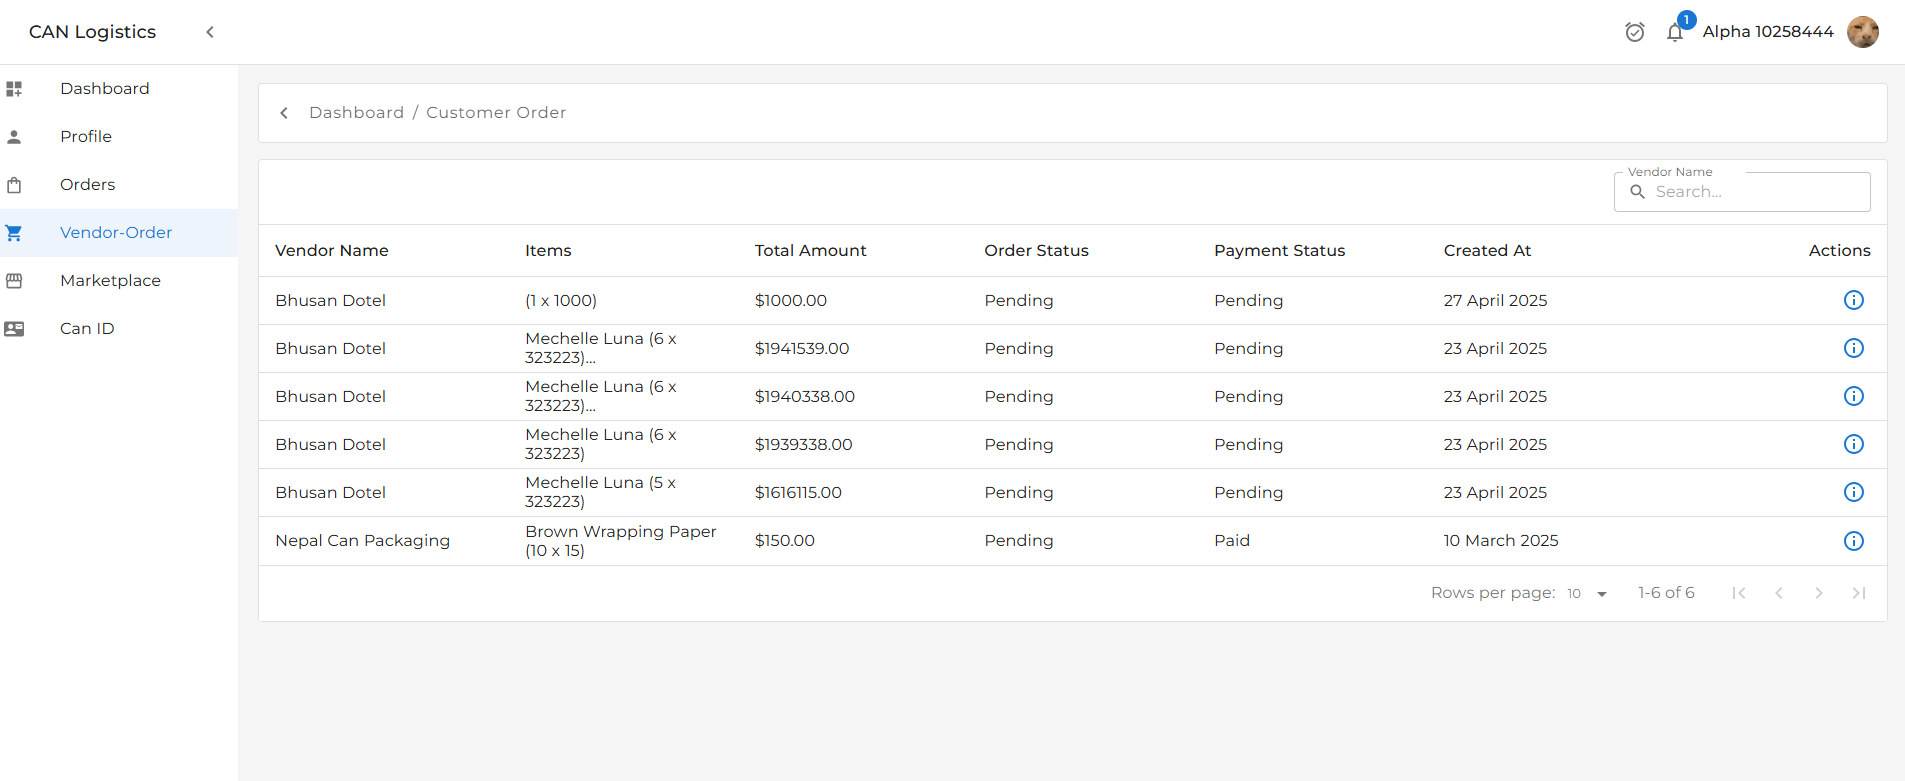 CAN Logistics
1
Alpha 10258444
Dashboard
Profile
Orders
Vendor-Order
Marketplace
Can ID
Dashboard / Customer Order
Vendor Name
Search...
Vendor Name Items Total Amount Order Status Payment Status Created At Actions
Bhusan Dotel (1 x 1000) $1000.00 Pending Pending 27 April 2025
Bhusan Dotel Mechelle Luna (6 x $1941539.00 Pending Pending 23 April 2025
323223)...
Bhusan Dotel Mechelle Luna (6 x $1940338.00 Pending Pending 23 April 2025
323223)...
Bhusan Dotel Mechelle Luna (6 x $1939338.00 Pending Pending 23 April 2025
323223)
Bhusan Dotel Mechelle Luna (5 x $1616115.00 Pending Pending 23 April 2025
323223)
Nepal Can Packaging Brown Wrapping Paper $150.00 Pending Paid 10 March 2025
(10 x 15)
Rows per page: 10 1-6 of 6